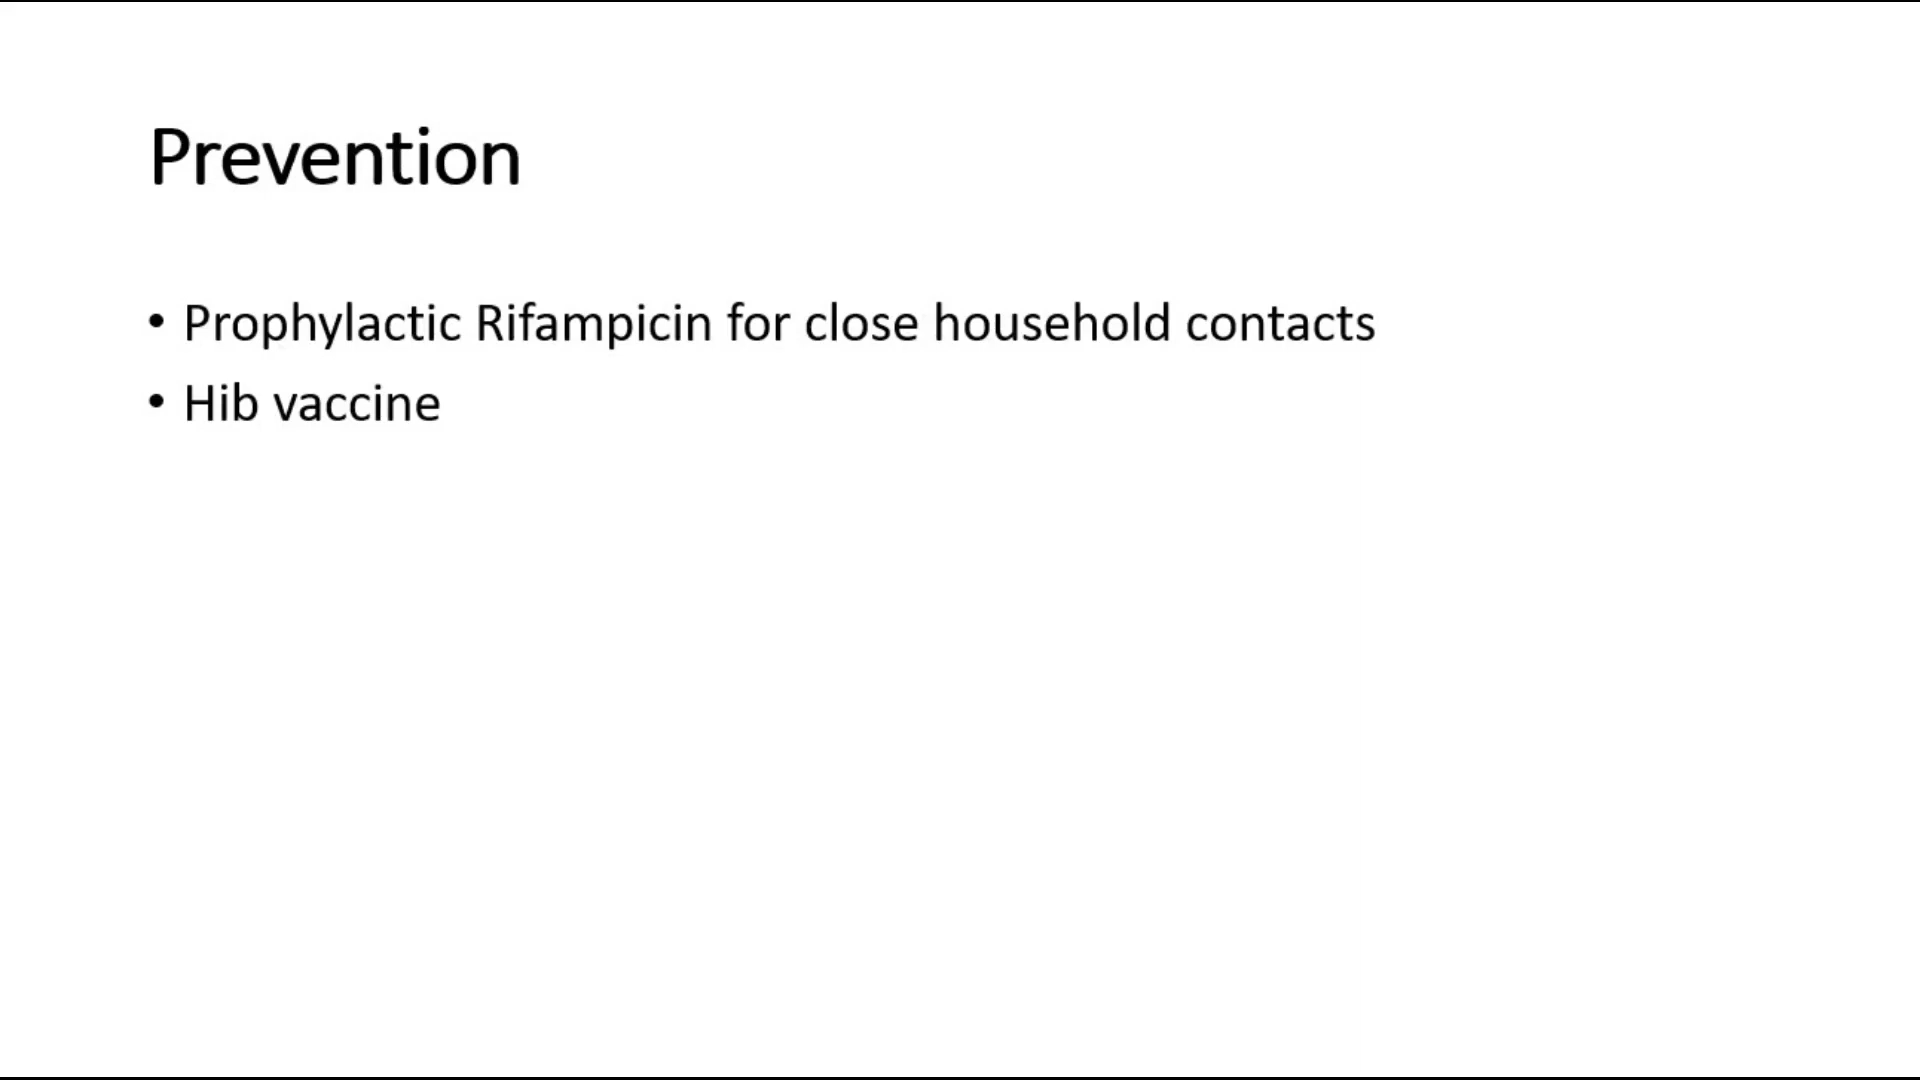 Prevention
• Prophylactic Rifampicin for close household contacts
• Hib vaccine